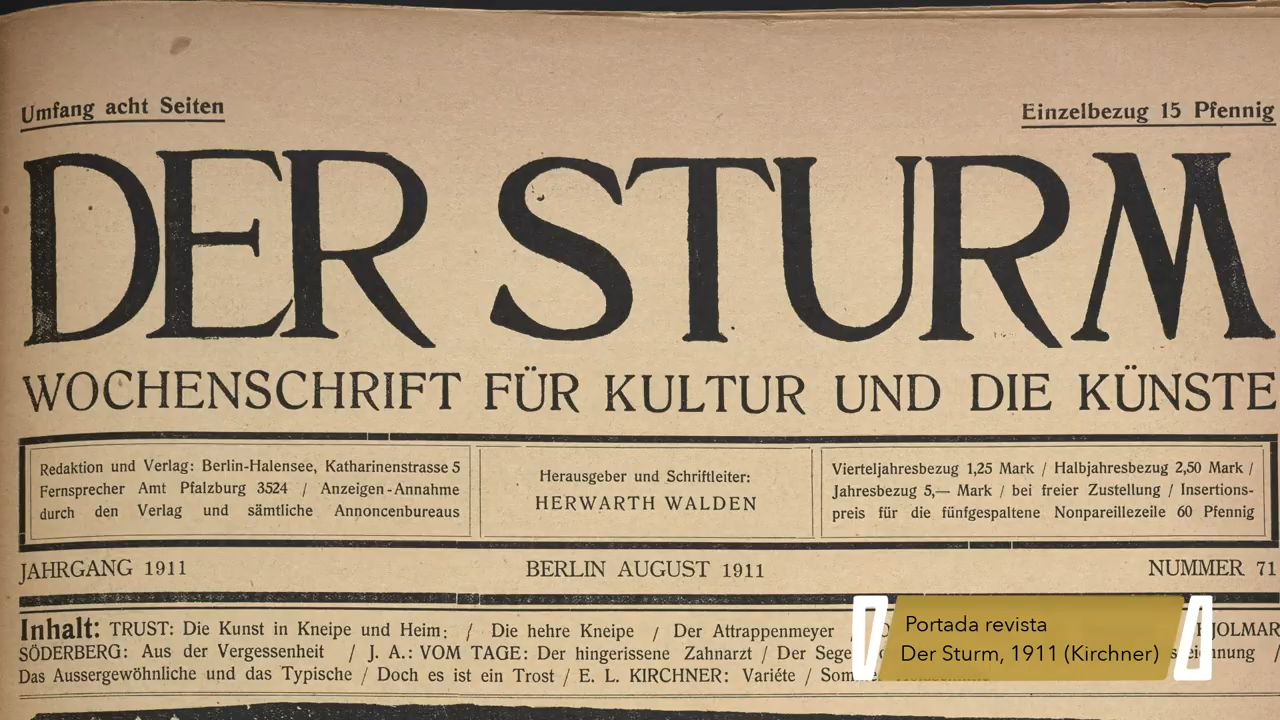 Umfang acht Seiten
Einzelbezug 15 Pfennig
DER STURM
WOCHENSCHRIFT FÜR KULTUR UND DIE KÜNSTE
Redaktion und Verlag: Berlin-Halensee, Katharinenstrasse 5
Fernsprecher Amt Pfalzburg 3524 / Anzeigen-Annahme
durch den Verlag und sämtliche Annoncenbureaus
Herausgeber und Schriftleiter:
HERWARTH WALDEN
Vierteljahresbezug 1,25 Mark / Halbjahresbezug 2,50 Mark /
Jahresbezug 5,— Mark / bei freier Zustellung / Insertions-
preis für die fünfgespaltene Nonpareillezeile 60 Pfennig
JAHRGANG 1911
BERLIN AUGUST 1911
NUMMER 71
Inhalt: TRUST: Die Kunst in Kneipe und Heim: / Die hehre Kneipe / Der Attrappenmeyer /
SÖDERBERG: Aus der Vergessenheit / J. A.: VOM TAGE: Der hingerissene Zahnarzt / Der
Das Aussergewöhnliche und das Typische / Doch es ist ein Trost / E. L. KIRCHNER: Variéte /
Portada revista
Der Sturm, 1911 (Kirchner)